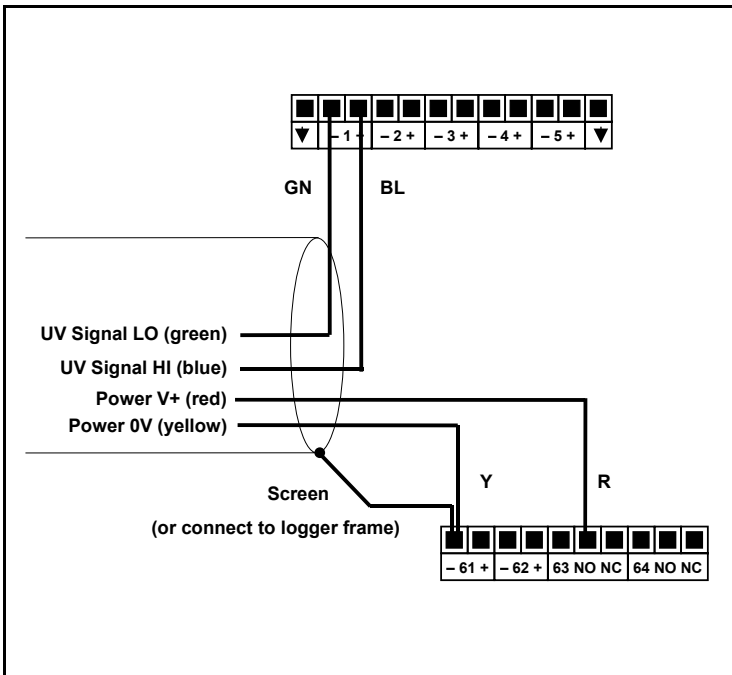 – 1 + – 2 + – 3 + – 4 + – 5 +
GN BL
UV Signal LO (green)
UV Signal HI (blue)
Power V+ (red)
Power 0V (yellow)
Y R
Screen
(or connect to logger frame)
– 61 + – 62 + 63 NO NC 64 NO NC